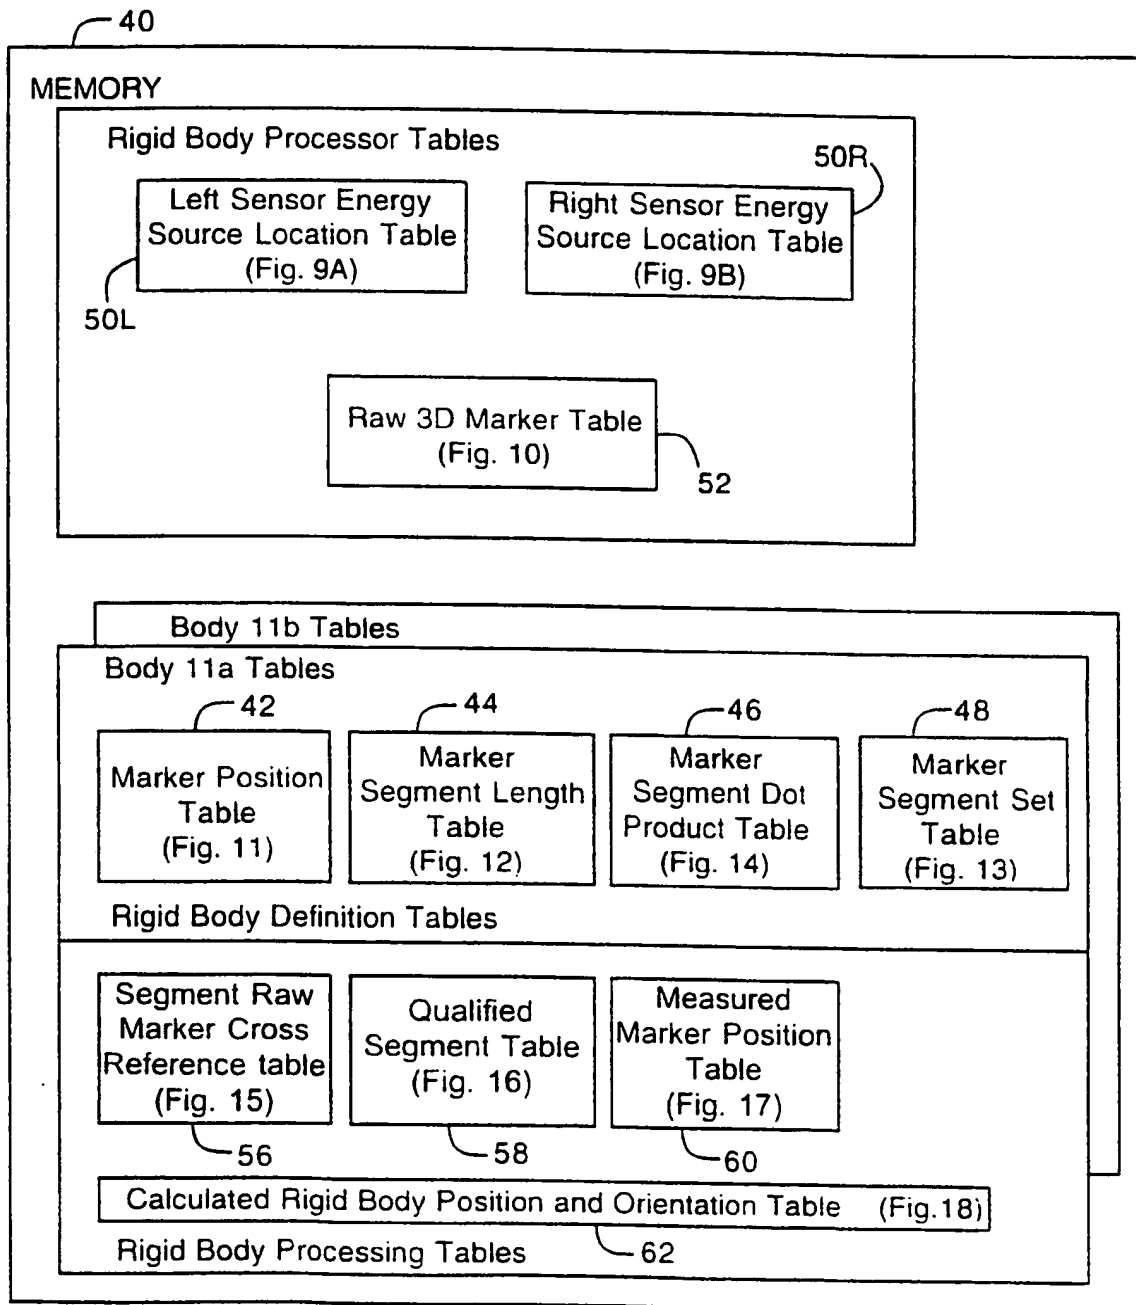 40
MEMORY
Rigid Body Processor Tables
50R
Left Sensor Energy
Source Location Table
(Fig. 9A)
Right Sensor Energy
Source Location Table
(Fig. 9B)
50L
Raw 3D Marker Table
(Fig. 10)
52
Body 11b Tables
Body 11a Tables
42
44
46
48
Marker Position
Table
(Fig. 11)
Marker
Segment Length
Table
(Fig. 12)
Marker
Segment Dot
Product Table
(Fig. 14)
Marker
Segment Set
Table
(Fig. 13)
Rigid Body Definition Tables
Segment Raw
Marker Cross
Reference table
(Fig. 15)
Qualified
Segment Table
(Fig. 16)
Measured
Marker Position
Table
(Fig. 17)
56
58
60
Calculated Rigid Body Position and Orientation Table (Fig.18)
62
Rigid Body Processing Tables